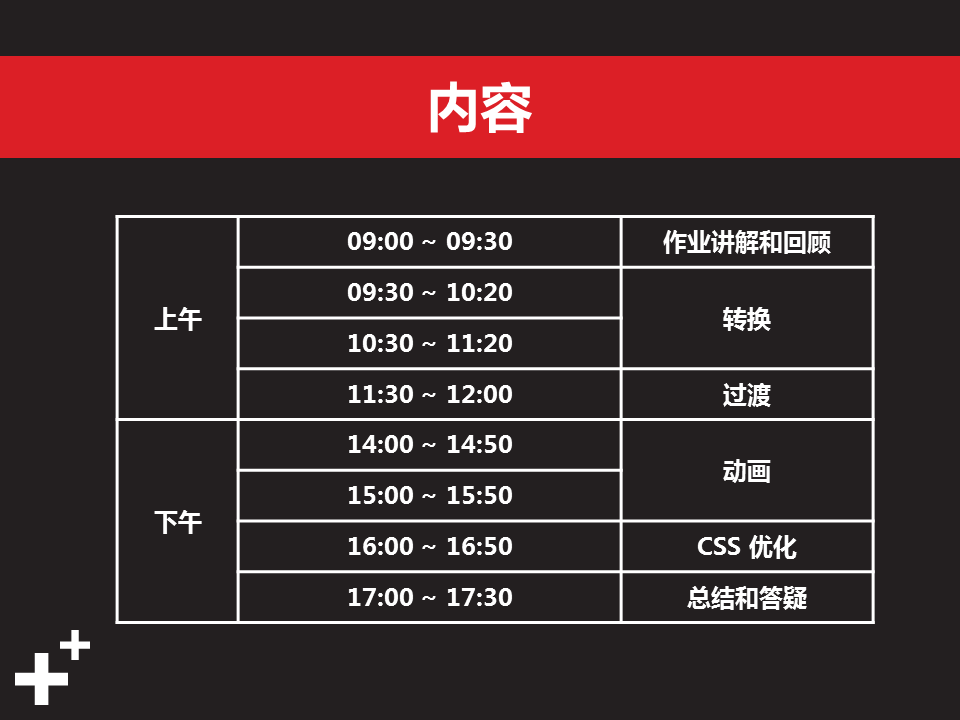 内容
上午
09:00 ~ 09:30
作业讲解和回顾
09:30 ~ 10:20
转换
10:30 ~ 11:20
11:30 ~ 12:00
过渡
下午
14:00 ~ 14:50
动画
15:00 ~ 15:50
16:00 ~ 16:50
CSS 优化
17:00 ~ 17:30
总结和答疑